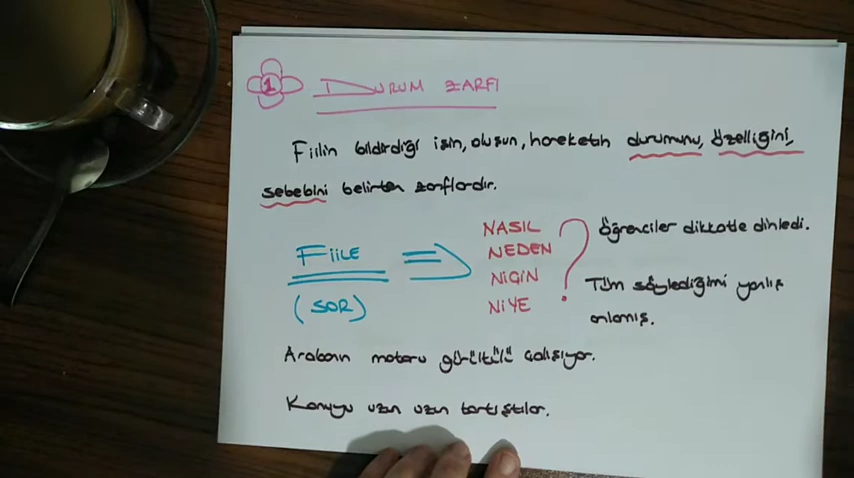 1 DURUM ZARFI
Fiilin bildirdiği işin, oluşun, hareketin durumunu, özelliğini,
sebebini belirten zarflardır.
FİİLE
(SOR)
NASIL
NEDEN
NİÇİN
NİYE
?
Öğrenciler dikkatle dinledi.
Tüm söylediğimi yanlış
anlamış.
Arabanın motoru gürültülü çalışıyor.
Konuyu uzun uzun tartıştılar.